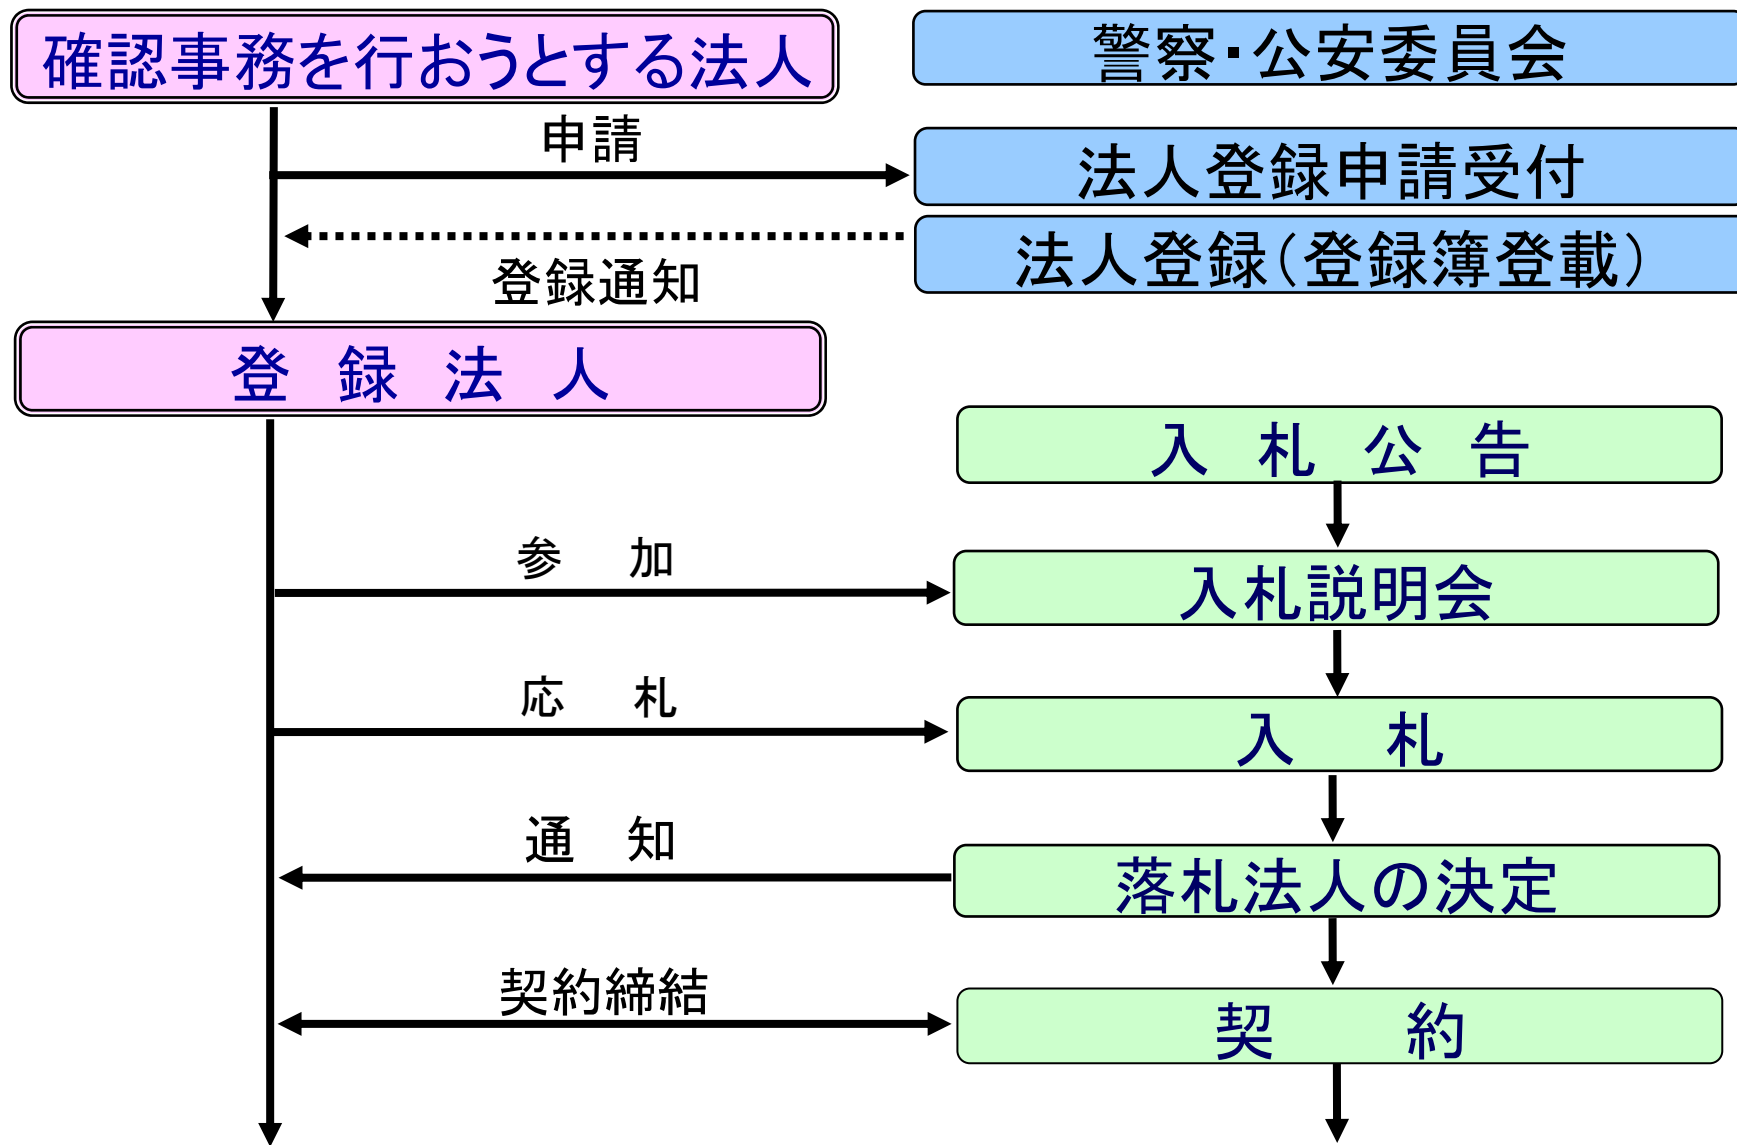 確認事務を行おうとする法人
警察・公安委員会
申請
法人登録申請受付
法人登録（登録簿登載）
登録通知
登　録　法　人
入　札　公　告
参　加
入札説明会
応　札
入　札
通　知
落札法人の決定
契約締結
契　約